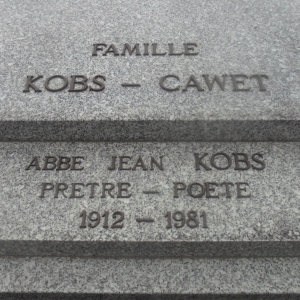 FAMILLE
KOBS – CAWET
ABBE JEAN KOBS
PRETRE – POETE
1912 – 1981